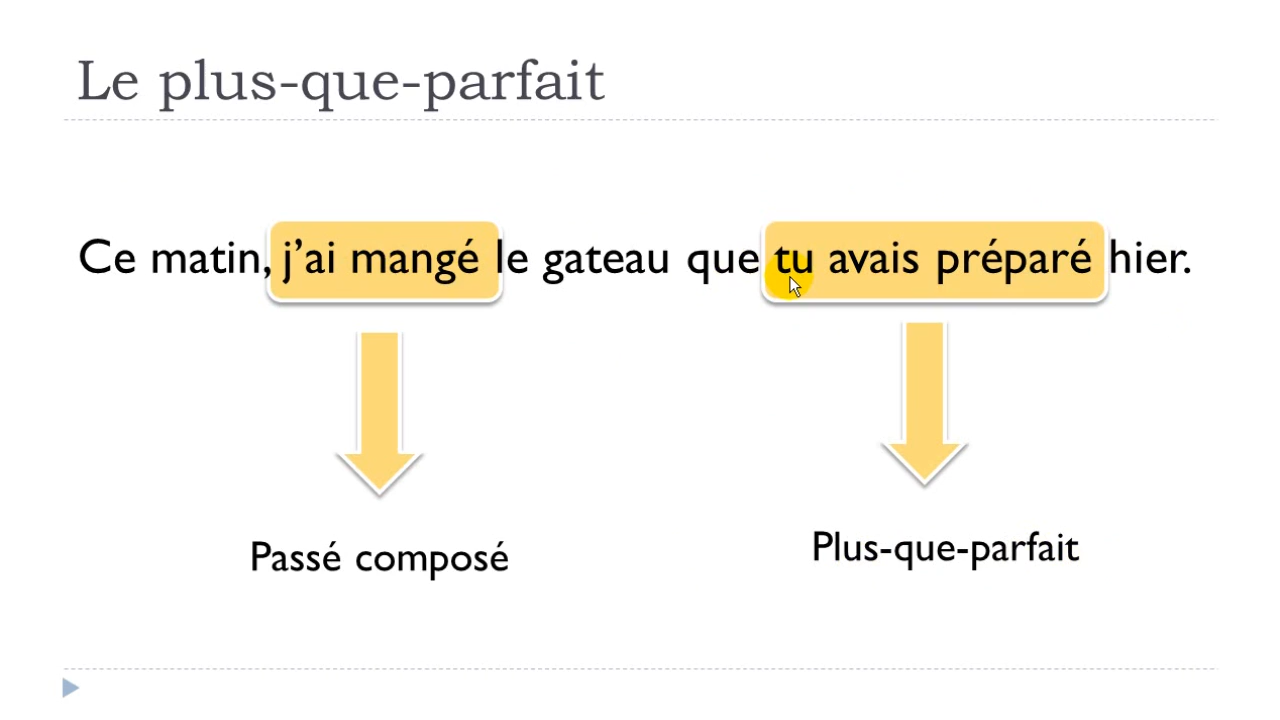 Le plus-que-parfait
Ce matin, j’ai mangé le gateau que tu avais préparé hier.
Passé composé
Plus-que-parfait